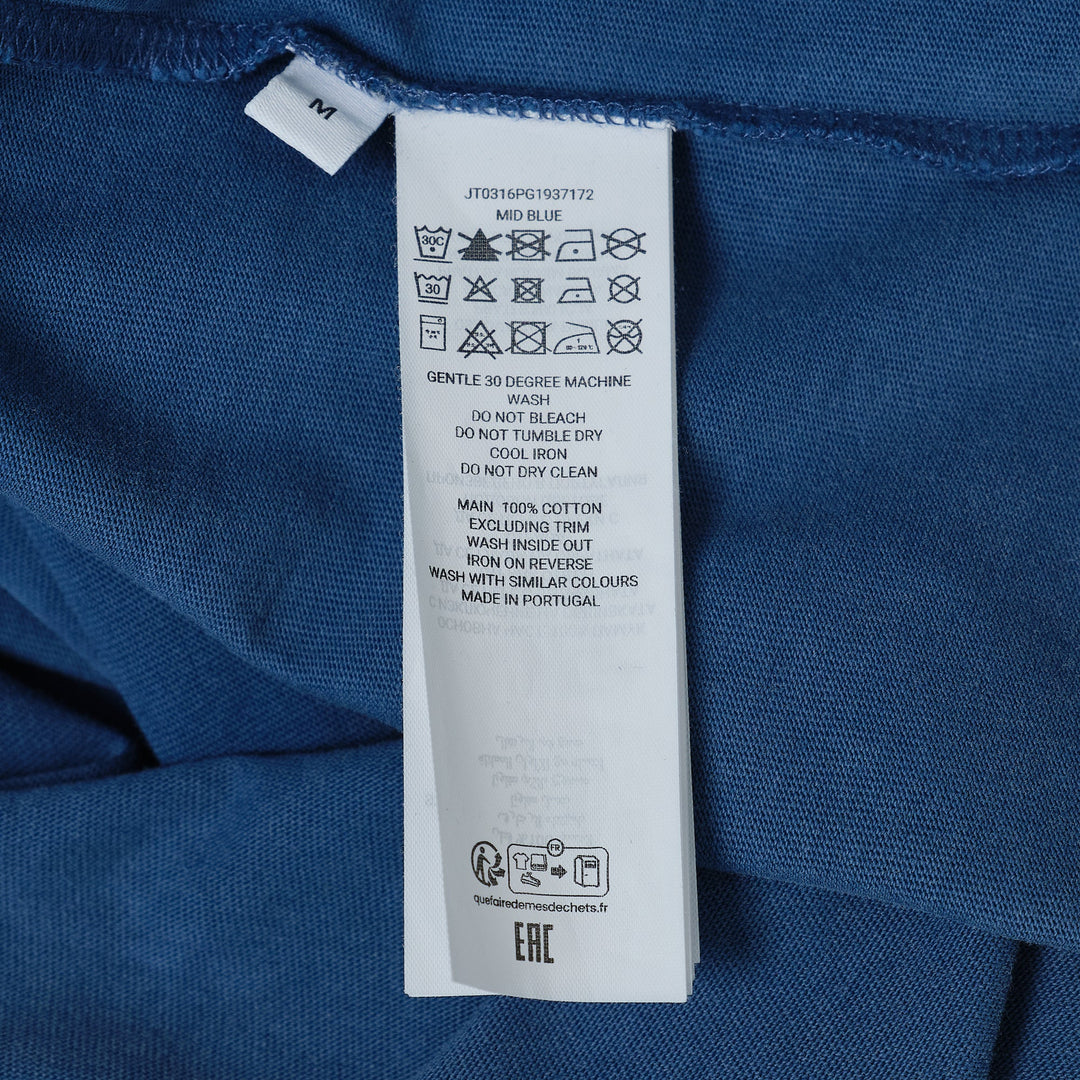 M
JT0316PG1937172
MID BLUE
30C
30
GENTLE 30 DEGREE MACHINE
WASH
DO NOT BLEACH
DO NOT TUMBLE DRY
COOL IRON
DO NOT DRY CLEAN
MAIN 100% COTTON
EXCLUDING TRIM
WASH INSIDE OUT
IRON ON REVERSE
WASH WITH SIMILAR COLOURS
MADE IN PORTUGAL
FR
quefairedemesdechets.fr
EAC